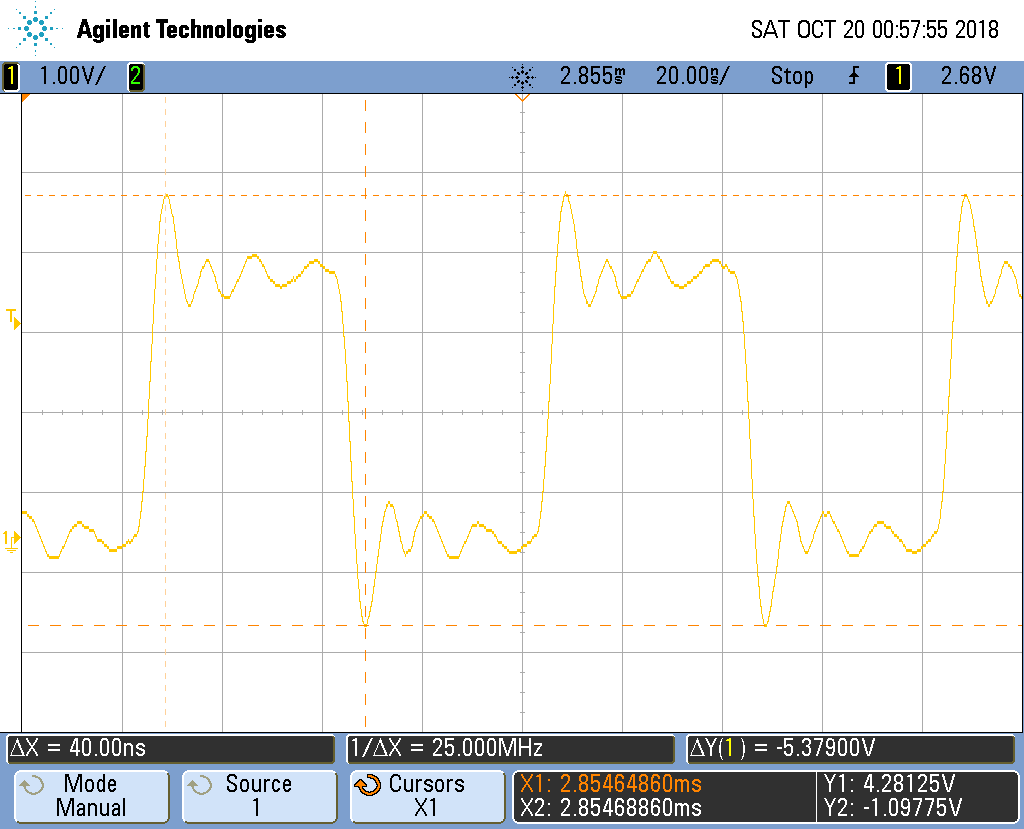 Agilent Technologies
SAT OCT 20 00:57:55 2018
1 1.00V/ 2 2.855ms 20.00ns/ Stop 1 2.68V
T
1
ΔX = 40.00ns
1/ΔX = 25.000MHz
ΔY(1) = -5.37900V
Mode
Manual
Source
1
Cursors
X1
X1: 2.85464860ms
X2: 2.85468860ms
Y1: 4.28125V
Y2: -1.09775V